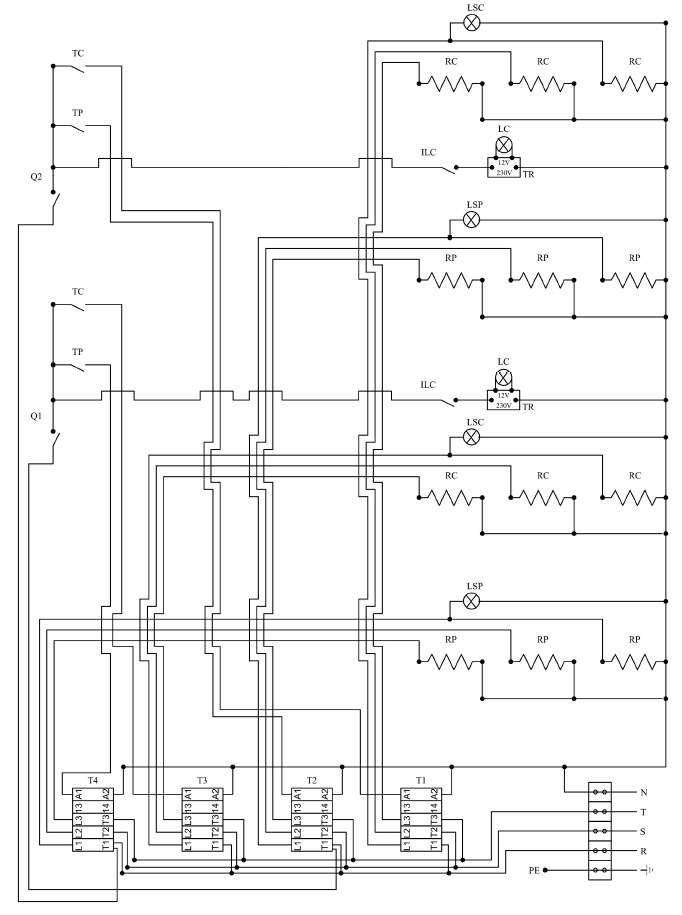 LSC
TC
RC RC RC
TP
LC
ILC
12V
230V
TR
Q2
LSP
RP RP RP
TC
TP
LC
ILC
12V
230V
TR
Q1
LSC
RC RC RC
LSP
RP RP RP
T4 T3 T2 T1
A1 A2 A1 A2 A1 A2 A1 A2
13 14 13 14 13 14 13 14
L3 T3 L3 T3 L3 T3 L3 T3
L2 T2 L2 T2 L2 T2 L2 T2
L1 T1 L1 T1 L1 T1 L1 T1
N
T
S
R
PE